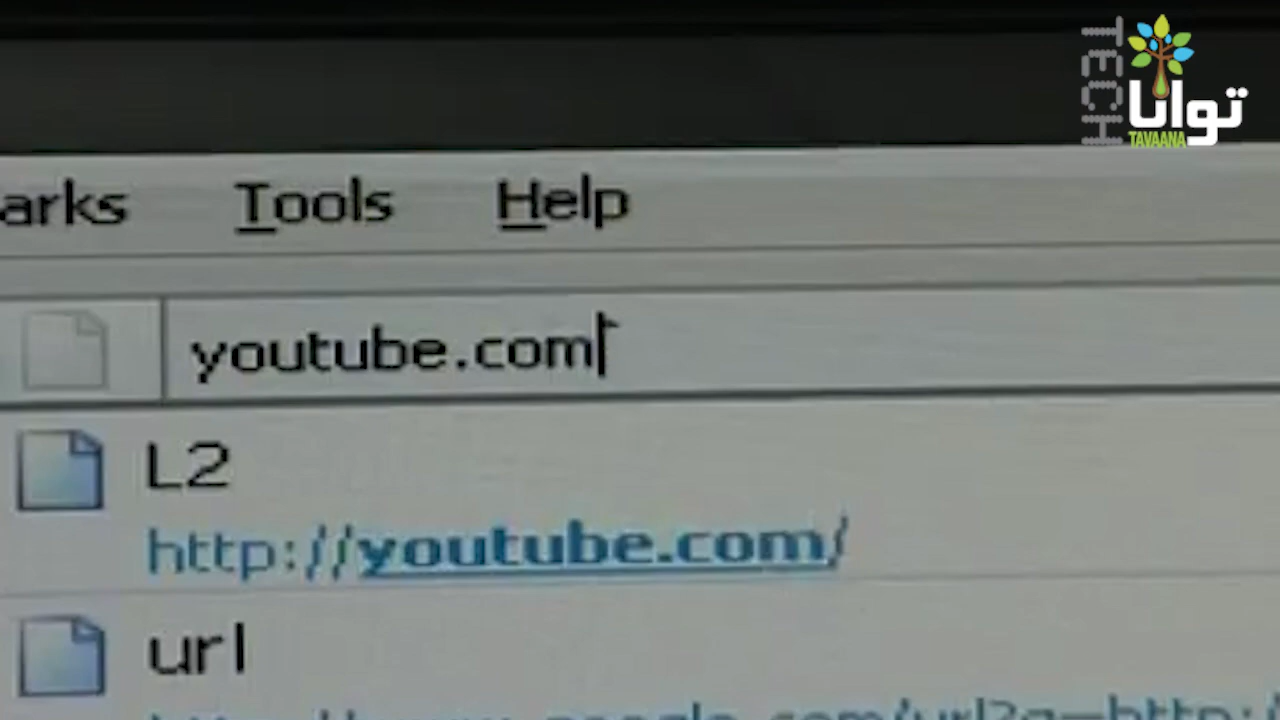 TECH
توانا
TAVAANA
arks Tools Help
youtube.com
L2
http://youtube.com/
url